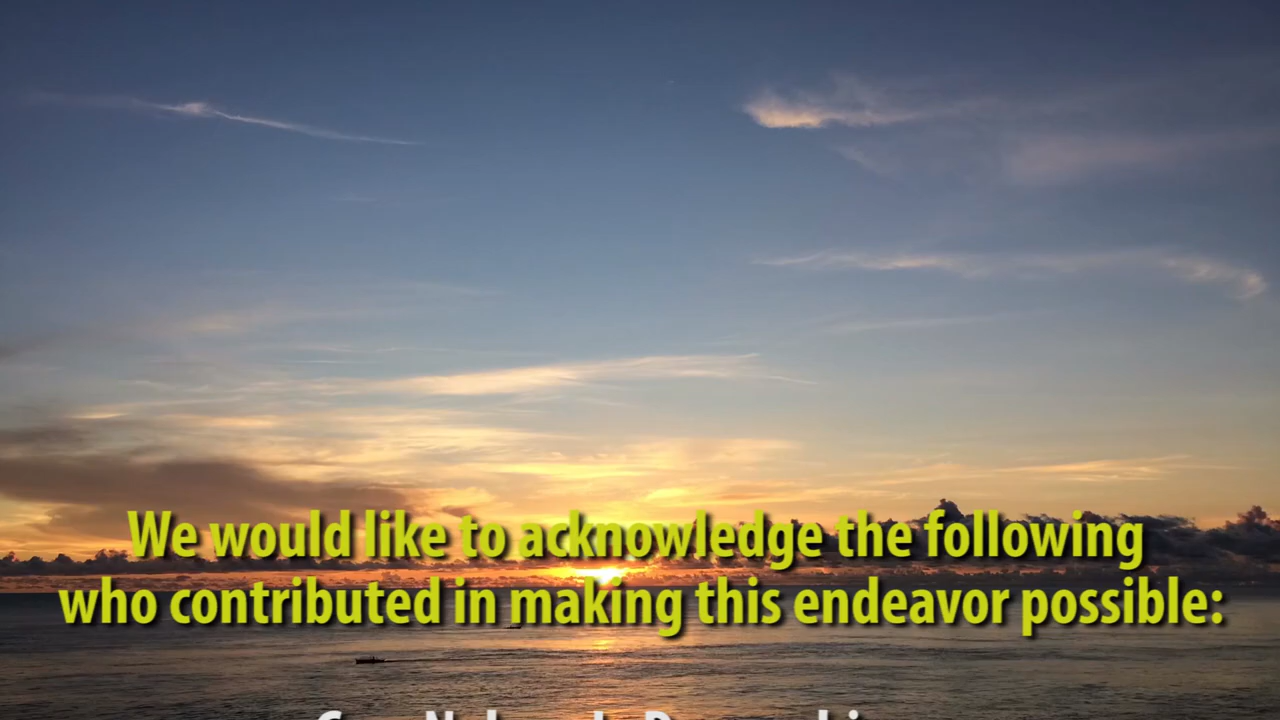 We would like to acknowledge the following
who contributed in making this endeavor possible: